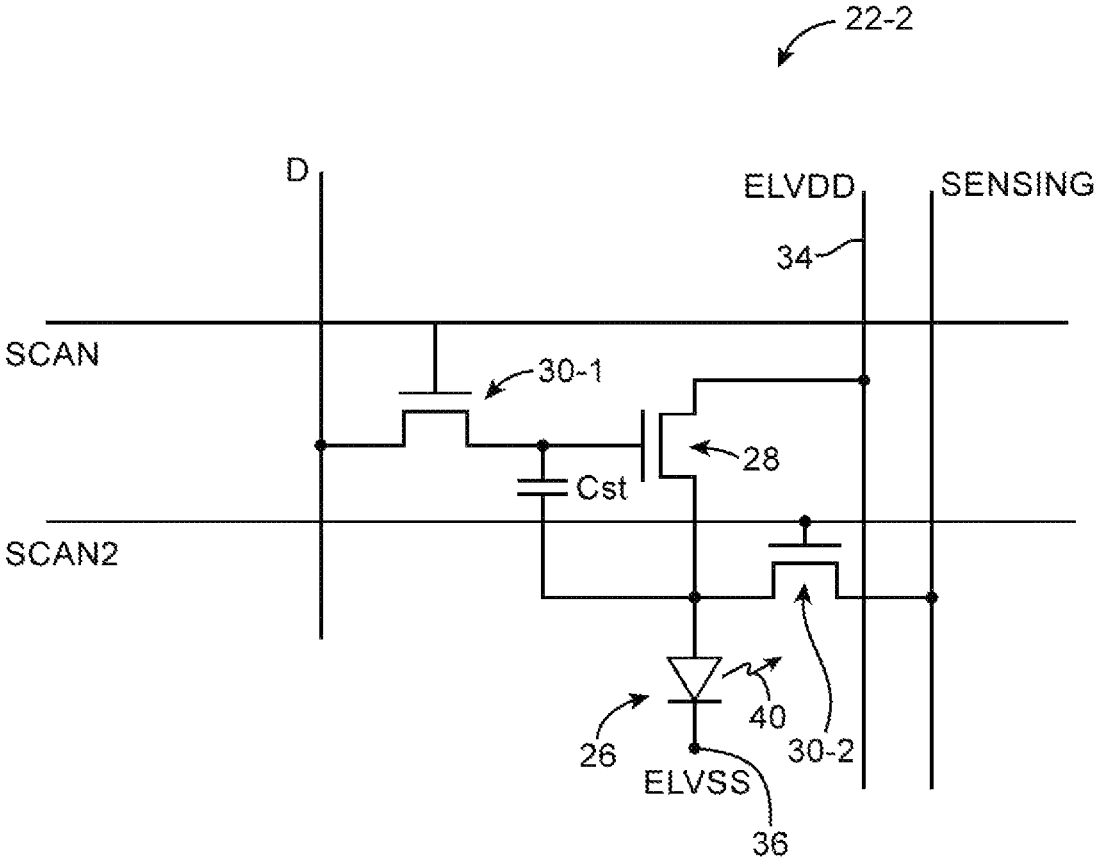 22-2
D
ELVDD
SENSING
34
SCAN
30-1
28
Cst
SCAN2
40
26
30-2
ELVSS
36